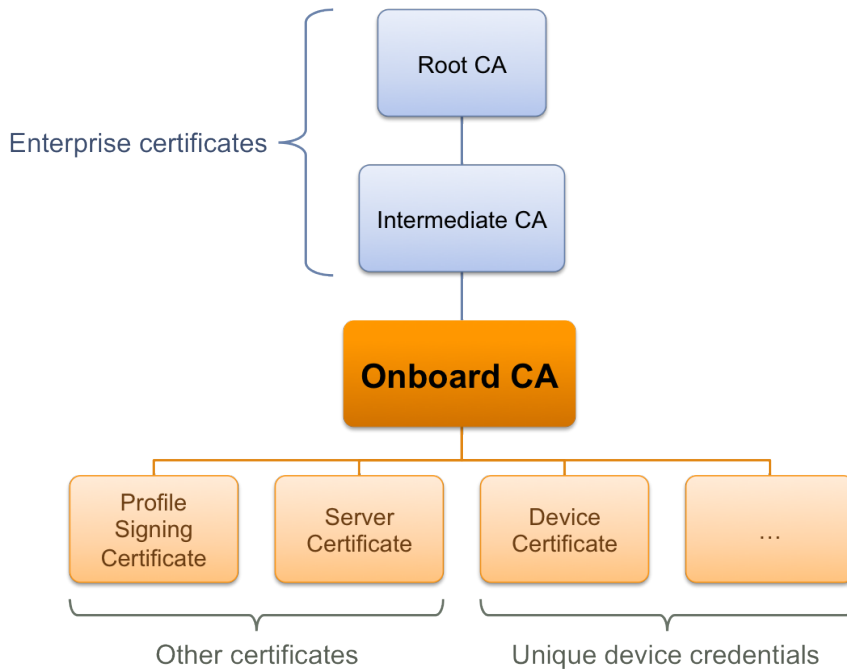 Root CA
Enterprise certificates
Intermediate CA
Onboard CA
Profile
Signing
Certificate
Server
Certificate
Device
Certificate
...
Other certificates
Unique device credentials